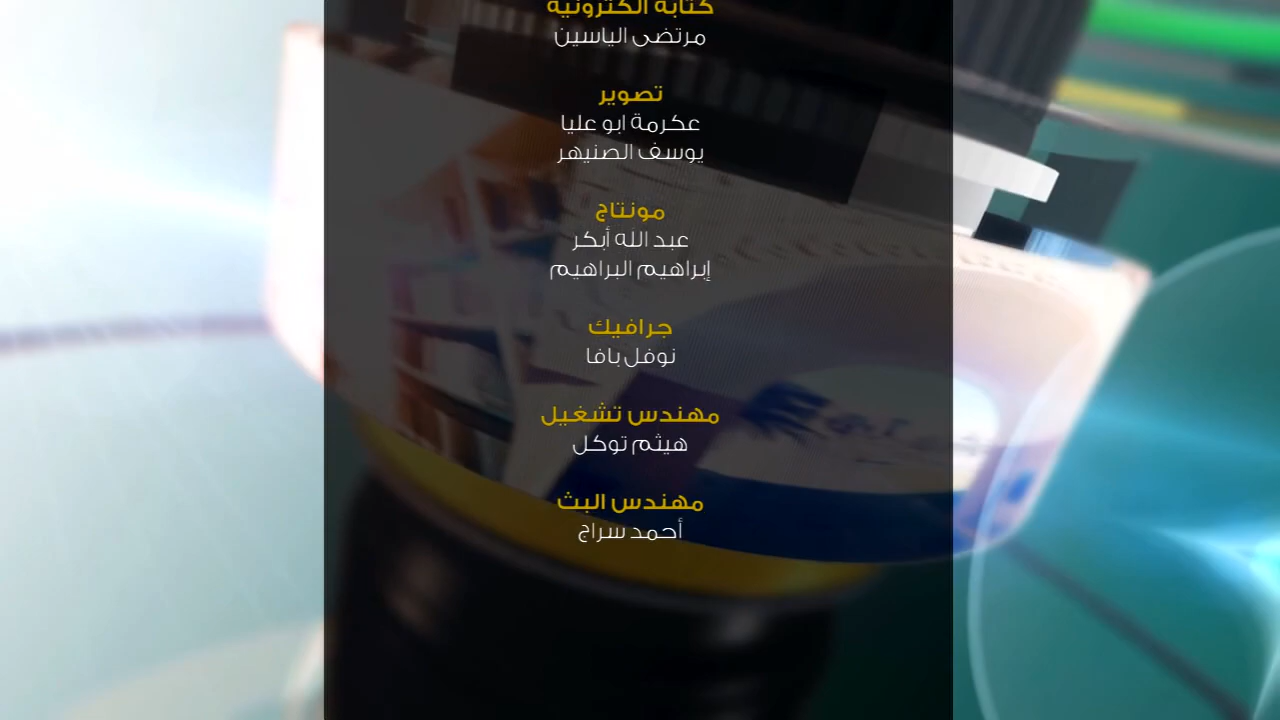 كتابة الكترونية
مرتضى الياسين
تصوير
عكرمة ابو عليا
يوسف الصنيهر
مونتاج
عبد الله أبكر
إبراهيم البراهيم
جرافيك
نوفل بافا
مهندس تشغيل
هيثم توكل
مهندس البث
أحمد سراج